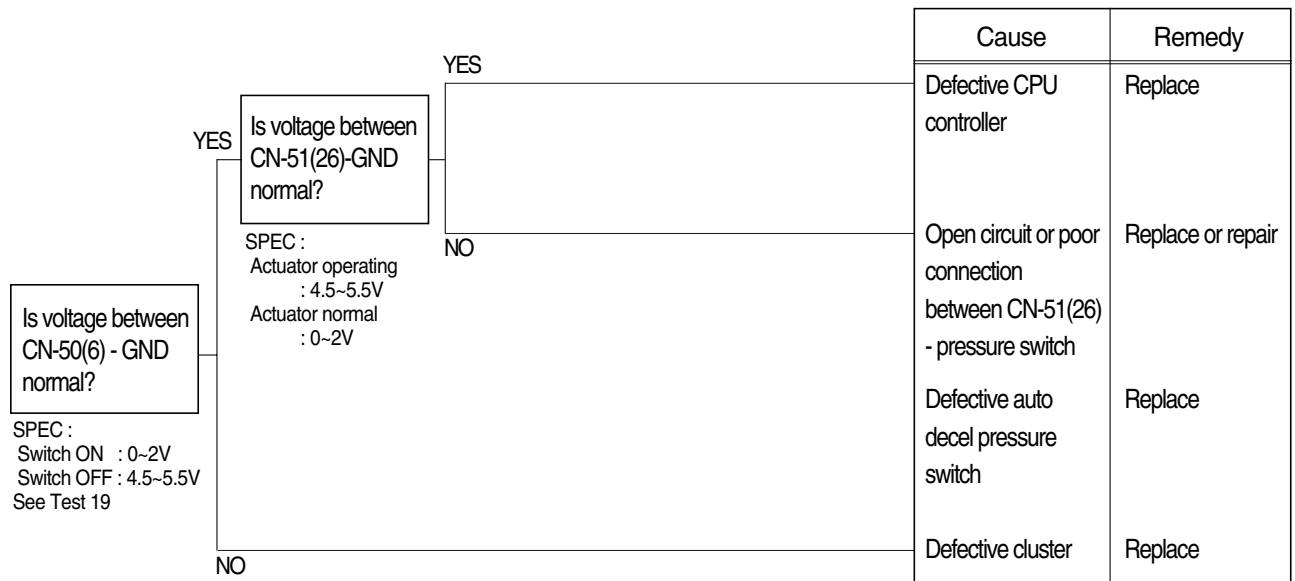 Cause Remedy
YES
Defective CPU Replace
controller
YES
Is voltage between
CN-51(26)-GND
normal?
SPEC :
Actuator operating
: 4.5~5.5V
Actuator normal
: 0~2V
NO
Open circuit or poor Replace or repair
connection
between CN-51(26)
- pressure switch
Is voltage between
CN-50(6) - GND
normal?
SPEC :
Switch ON : 0~2V
Switch OFF : 4.5~5.5V
See Test 19
Defective auto Replace
decel pressure
switch
NO
Defective cluster Replace